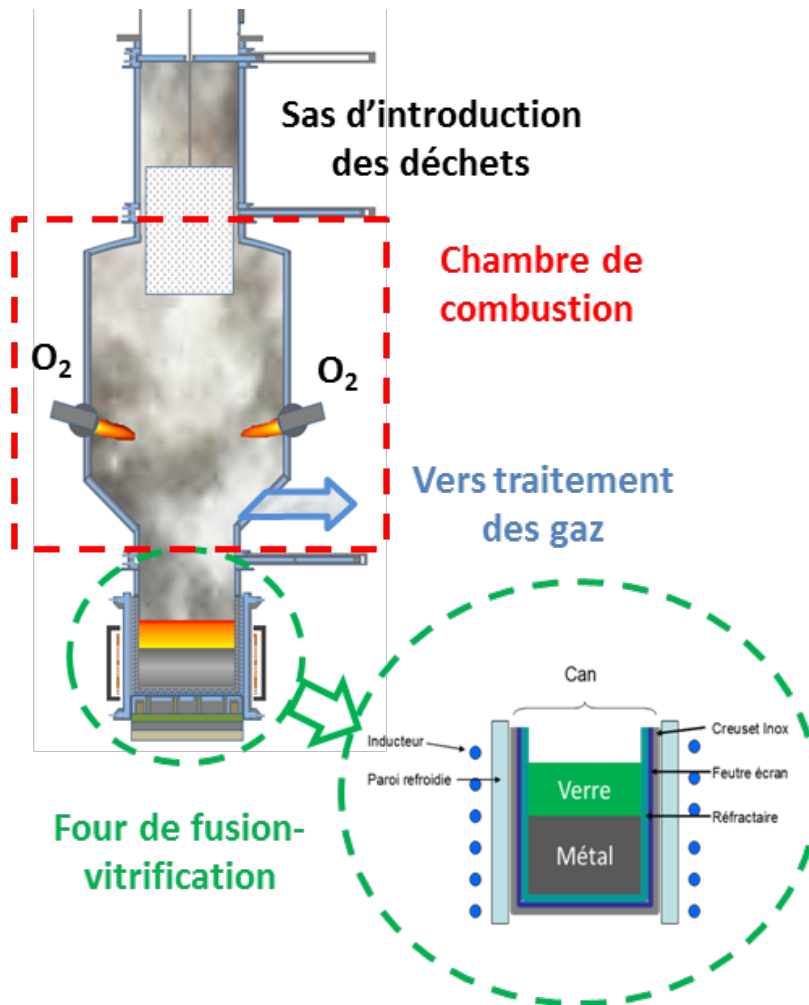 Sas d'introduction
des déchets
Chambre de
combustion
O₂
O₂
Vers traitement
des gaz
Can
Inducteur
Creuset Inox
Paroi refroidie
Feutre écran
Verre
Réfractaire
Métal
Four de fusion-
vitrification